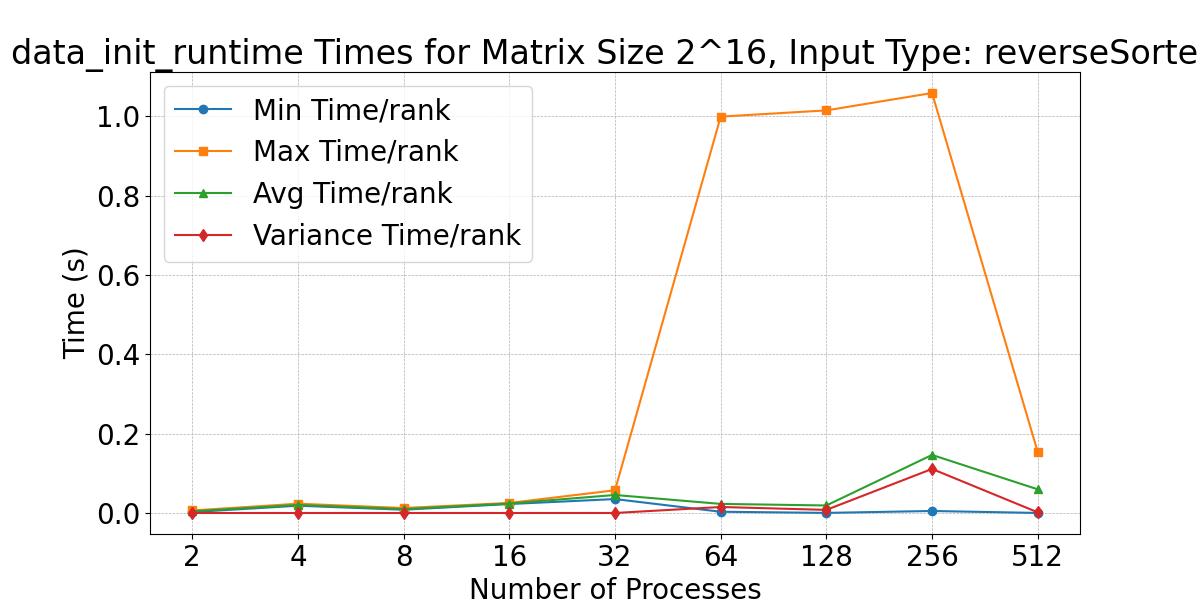 data_init_runtime Times for Matrix Size 2^16, Input Type: reverseSorte
Min Time/rank
Max Time/rank
Avg Time/rank
Variance Time/rank
Time (s)
1.0
0.8
0.6
0.4
0.2
0.0
2 4 8 16 32 64 128 256 512
Number of Processes